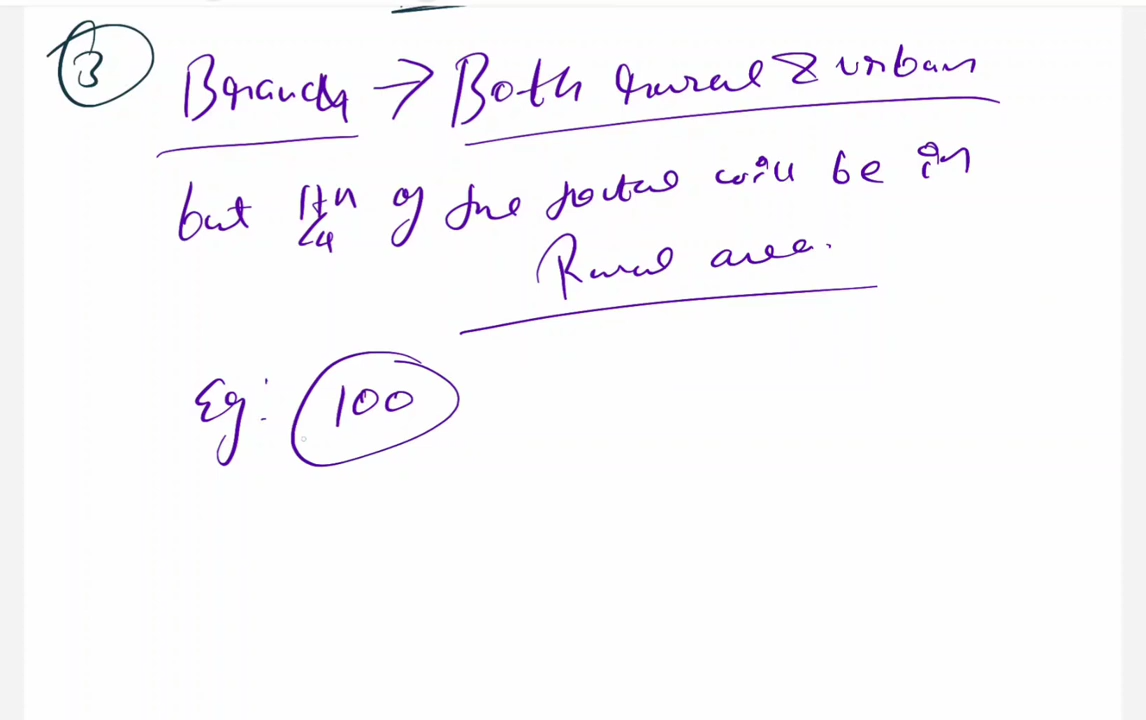 3
Branch → Both rural & urban
but 1/4th of the total will be in
Rural area.
Eg: 100